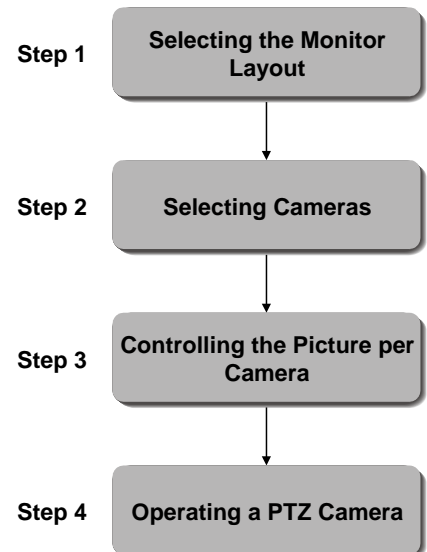 Step 1
Selecting the Monitor
Layout
Step 2
Selecting Cameras
Step 3
Controlling the Picture per
Camera
Step 4
Operating a PTZ Camera